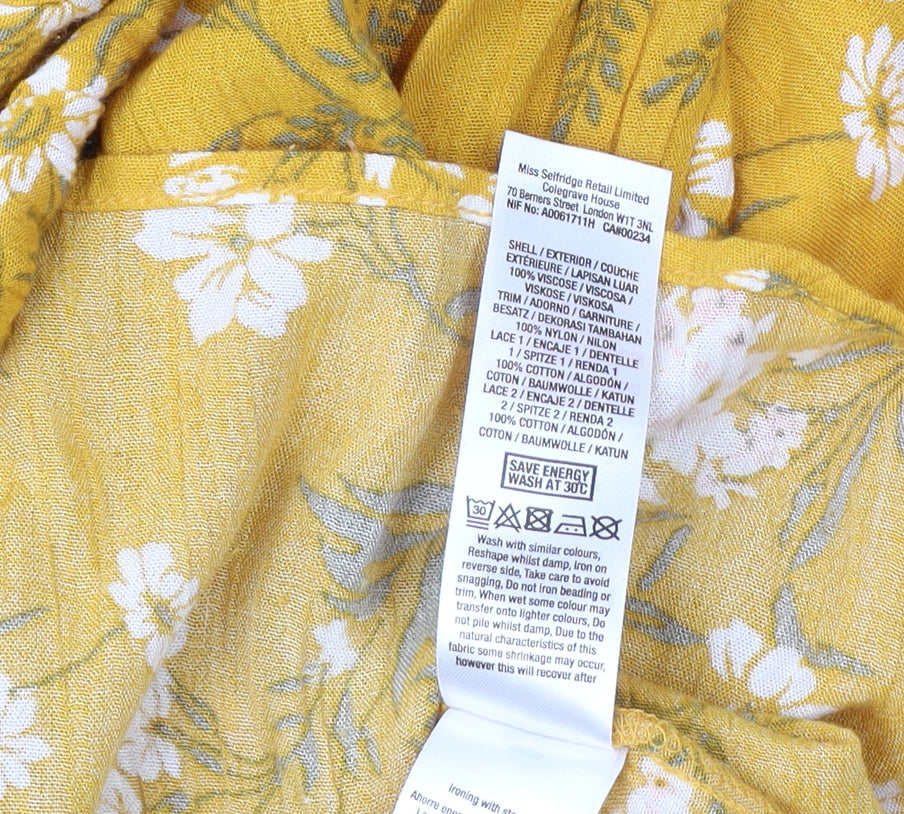 Miss Selfridge Retail Limited
Colegrave House
70 Berners Street London W1T 3NL
NIF No: A0061711H CA#00234
SHELL / EXTERIOR / COUCHE
EXTÉRIEURE / LAPISAN LUAR
100% VISCOSE / VISCOSA /
VISKOSE / VISKOSA
TRIM / ADORNO / GARNITURE /
BESATZ / DEKORASI TAMBAHAN
100% NYLON / NILON
LACE 1 / ENCAJE 1 / DENTELLE
1 / SPITZE 1 / RENDA 1
100% COTTON / ALGODÓN /
COTON / BAUMWOLLE / KATUN
LACE 2 / ENCAJE 2 / DENTELLE
2 / SPITZE 2 / RENDA 2
100% COTTON / ALGODÓN /
COTON / BAUMWOLLE / KATUN
SAVE ENERGY
WASH AT 30°C
30
Wash with similar colours,
Reshape whilst damp, Iron on
reverse side, Take care to avoid
snagging, Do not iron beading or
trim, When wet some colour may
transfer onto lighter colours, Do
not pile whilst damp, Due to the
natural characteristics of this
fabric some shrinkage may occur,
however this will recover after
Ironing with
Ahorre